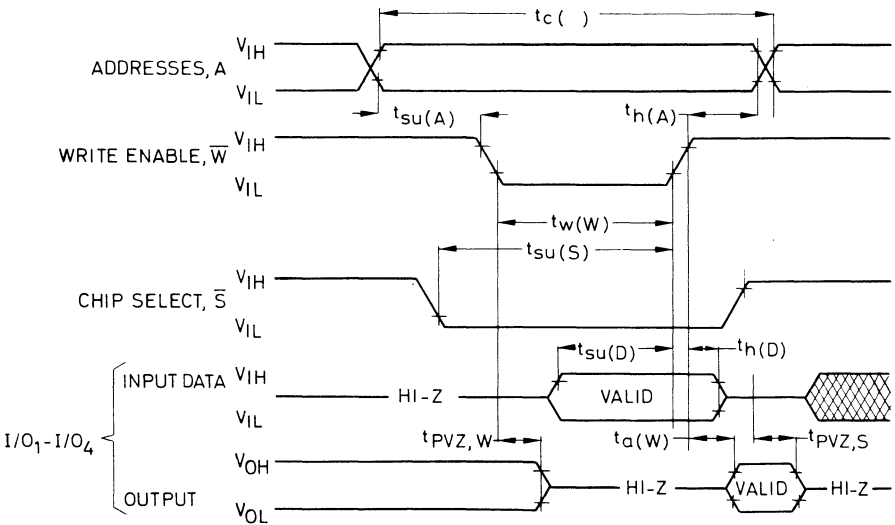 tc( )
VIH
ADDRESSES, A
VIL
tsu(A)
th(A)
VIH
WRITE ENABLE, W̅
VIL
tw(W)
tsu(S)
VIH
CHIP SELECT, S̅
VIL
tsu(D)
th(D)
INPUT DATA VIH
HI-Z
VALID
VIL
I/O1-I/O4
tPVZ, W
ta(W)
tPVZ, S
VOH
HI-Z
VALID
HI-Z
OUTPUT
VOL